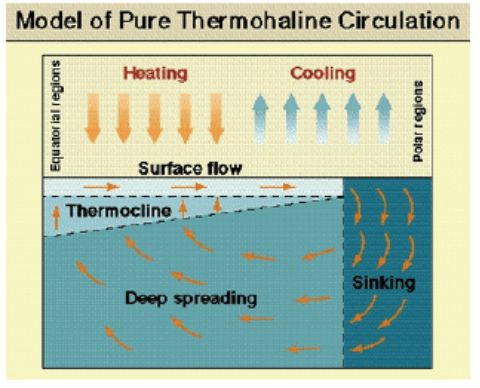 Model of Pure Thermohaline Circulation
Heating
Cooling
Equatorial regions
Polar regions
Surface flow
Thermocline
Sinking
Deep spreading